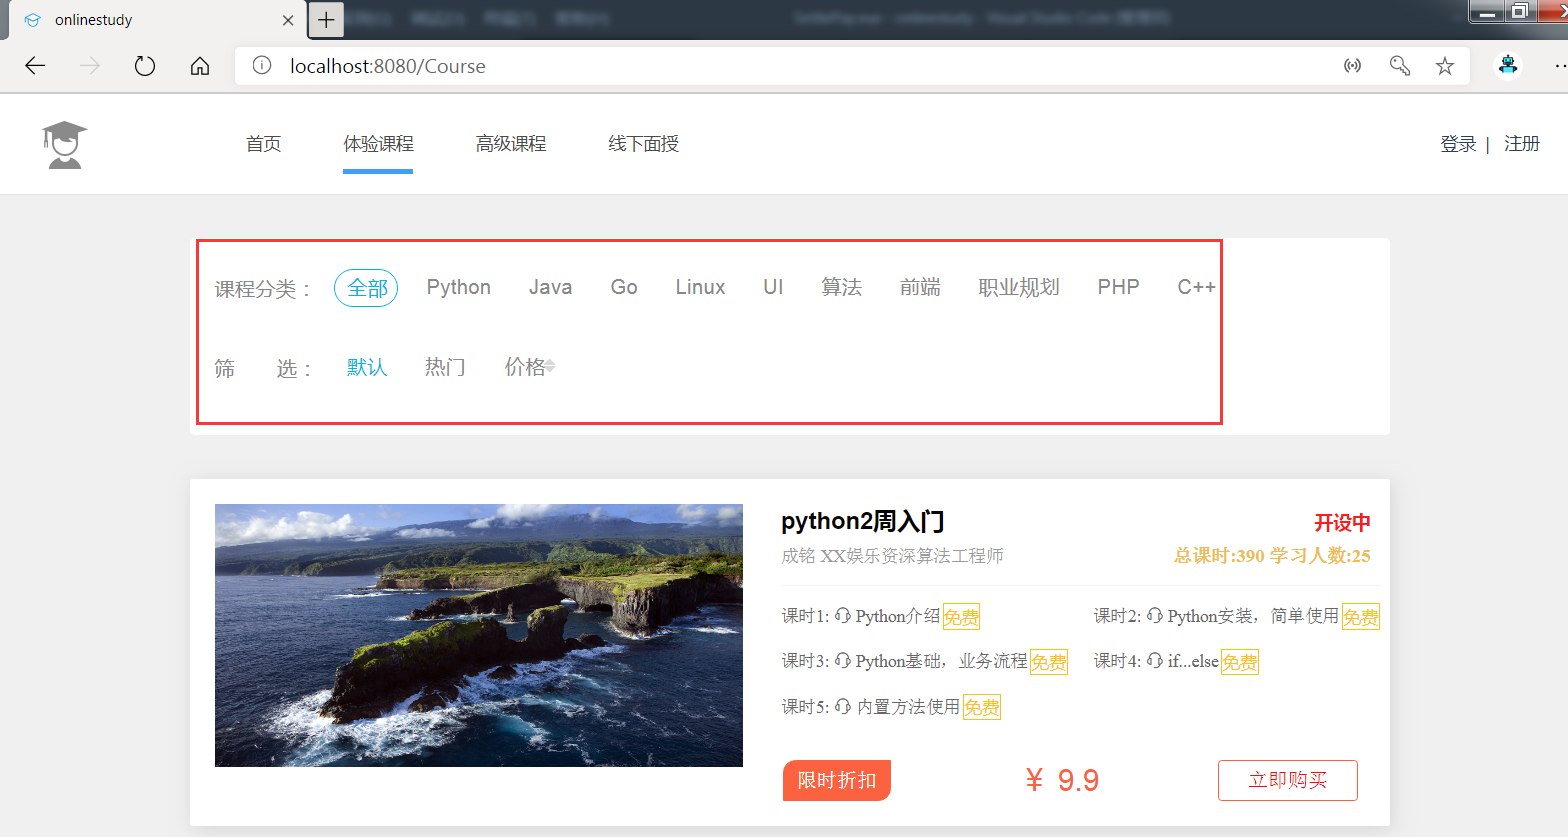 onlinestudy
localhost:8080/Course
首页 体验课程 高级课程 线下面授 登录 | 注册
课程分类： 全部 Python Java Go Linux UI 算法 前端 职业规划 PHP C++
筛 选： 默认 热门 价格
python2周入门 开设中
成铭 XX娱乐资深算法工程师 总课时:390 学习人数:25
课时1: Python介绍 免费 课时2: Python安装，简单使用 免费
课时3: Python基础，业务流程 免费 课时4: if...else 免费
课时5: 内置方法使用 免费
限时折扣 ¥ 9.9 立即购买